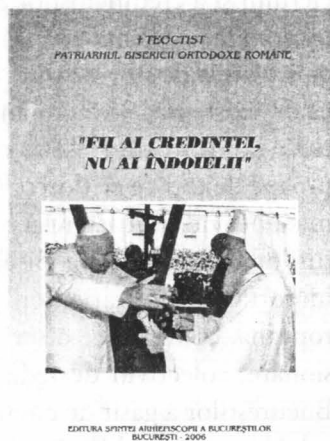 † TEOCTIST
PATRIARHUL BISERICII ORTODOXE ROMÂNE
"FII AI CREDINȚEI,
NU AI ÎNDOIELII"
EDITURA SFINTEI ARHIEPISCOPII A BUCUREȘTILOR
BUCUREȘTI - 2006